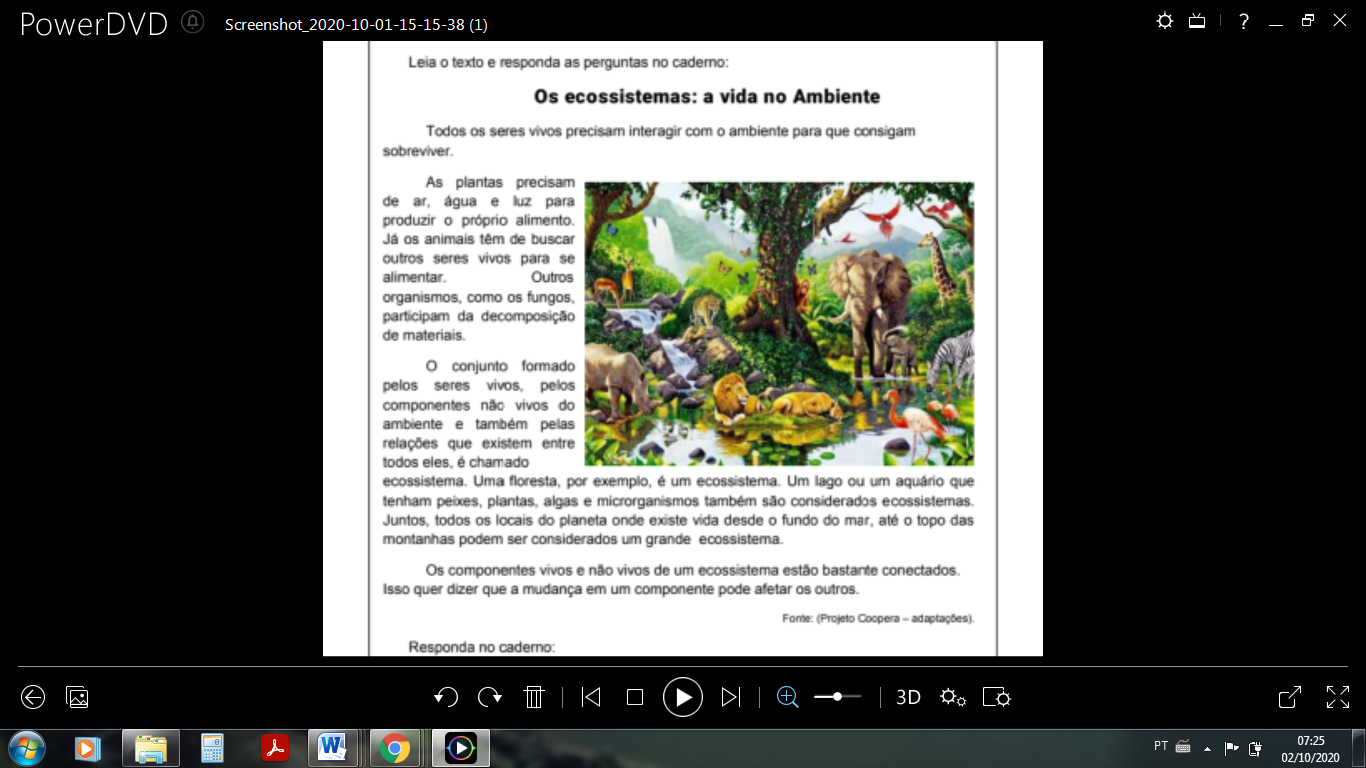 PowerDVD
Screenshot_2020-10-01-15-15-38 (1)
Leia o texto e responda as perguntas no caderno:
Os ecossistemas: a vida no Ambiente
Todos os seres vivos precisam interagir com o ambiente para que consigam
sobreviver.
As plantas precisam
de ar, água e luz para
produzir o próprio alimento.
Já os animais têm de buscar
outros seres vivos para se
alimentar. Outros
organismos, como os fungos,
participam da decomposição
de materiais.
O conjunto formado
pelos seres vivos, pelos
componentes não vivos do
ambiente e também pelas
relações que existem entre
todos eles, é chamado
ecossistema. Uma floresta, por exemplo, é um ecossistema. Um lago ou um aquário que
tenham peixes, plantas, algas e microrganismos também são considerados ecossistemas.
Juntos, todos os locais do planeta onde existe vida desde o fundo do mar, até o topo das
montanhas podem ser considerados um grande ecossistema.
Os componentes vivos e não vivos de um ecossistema estão bastante conectados.
Isso quer dizer que a mudança em um componente pode afetar os outros.
Fonte: (Projeto Coopera – adaptações).
Responda no caderno:
3D
PT
07:25
02/10/2020